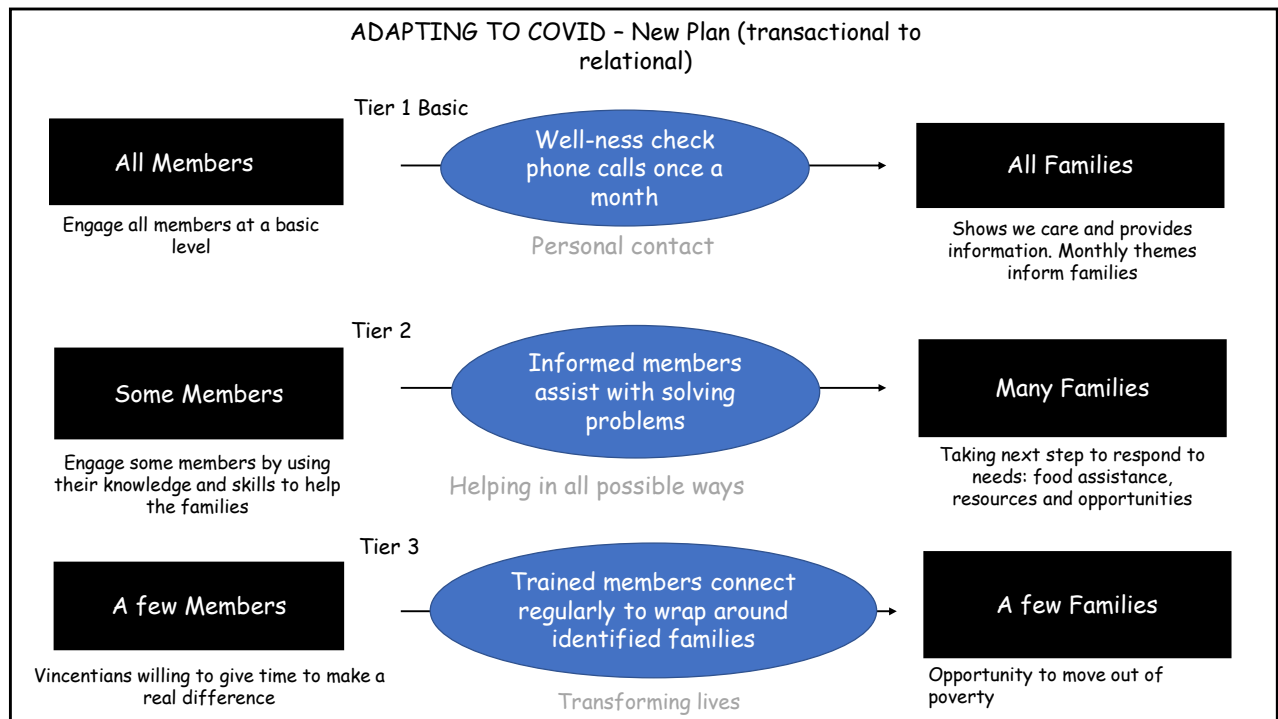 ADAPTING TO COVID – New Plan (transactional to
relational)
Tier 1 Basic
All Members
Engage all members at a basic
level
Well-ness check
phone calls once a
month
Personal contact
All Families
Shows we care and provides
information. Monthly themes
inform families
Tier 2
Some Members
Engage some members by using
their knowledge and skills to help
the families
Informed members
assist with solving
problems
Helping in all possible ways
Many Families
Taking next step to respond to
needs: food assistance,
resources and opportunities
Tier 3
A few Members
Vincentians willing to give time to make a
real difference
Trained members connect
regularly to wrap around
identified families
Transforming lives
A few Families
Opportunity to move out of
poverty